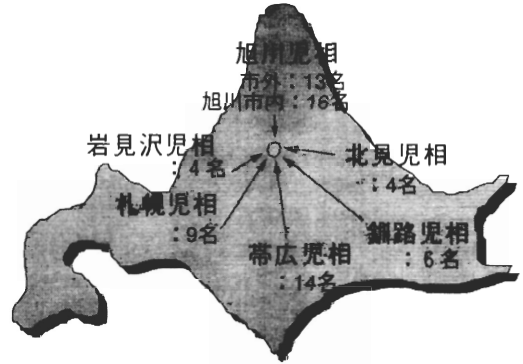 旭川児相
市外：13名
旭川市内：16名
岩見沢児相
：4名
北見児相
：4名
札幌児相
：9名
釧路児相
：6名
帯広児相
：14名